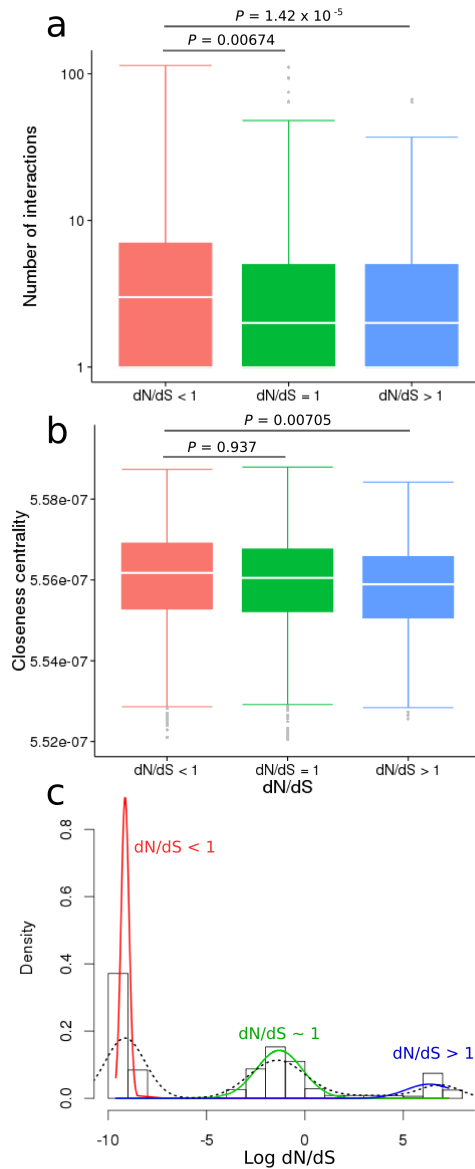 a
P = 1.42 x 10 -5
P = 0.00674
Number of interactions
100
10
1
dN/dS < 1
dN/dS = 1
dN/dS > 1
b
P = 0.00705
P = 0.937
Closeness centrality
5.58e-07
5.56e-07
5.54e-07
5.52e-07
dN/dS < 1
dN/dS = 1
dN/dS > 1
dN/dS
c
dN/dS < 1
dN/dS ~ 1
dN/dS > 1
Density
0.8
0.6
0.4
0.2
0.0
-10
-5
0
5
Log dN/dS